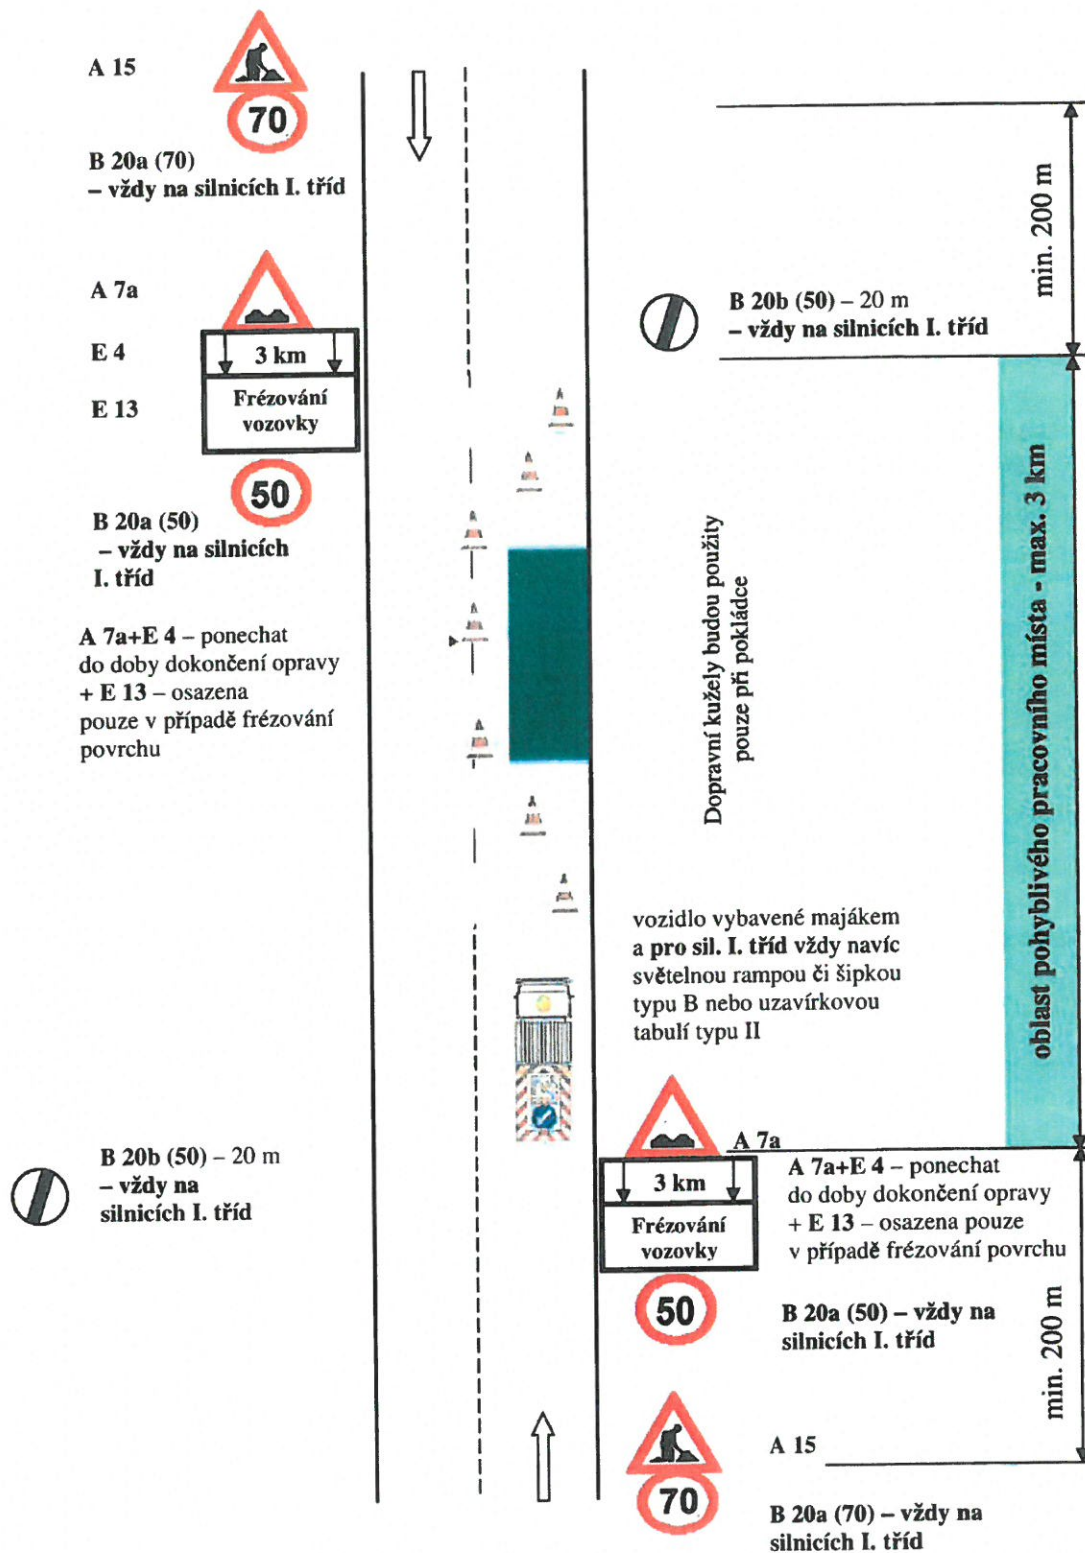 A 15
70
B 20a (70)
– vždy na silnicích I. tříd
A 7a
E 4
3 km
E 13
Frézování
vozovky
50
B 20a (50)
– vždy na silnicích
I. tříd
A 7a+E 4 – ponechat
do doby dokončení opravy
+ E 13 – osazena
pouze v případě frézování
povrchu
B 20b (50) – 20 m
– vždy na
silnicích I. tříd
min. 200 m
B 20b (50) – 20 m
– vždy na silnicích I. tříd
Dopravní kužely budou použity
pouze při pokládce
oblast pohyblivého pracovního místa - max. 3 km
vozidlo vybavené majákem
a pro sil. I. tříd vždy navíc
světelnou rampou či šipkou
typu B nebo uzavírkovou
tabulí typu II
A 7a
3 km
Frézování
vozovky
A 7a+E 4 – ponechat
do doby dokončení opravy
+ E 13 – osazena pouze
v případě frézování povrchu
50
B 20a (50) – vždy na
silnicích I. tříd
min. 200 m
A 15
70
B 20a (70) – vždy na
silnicích I. tříd